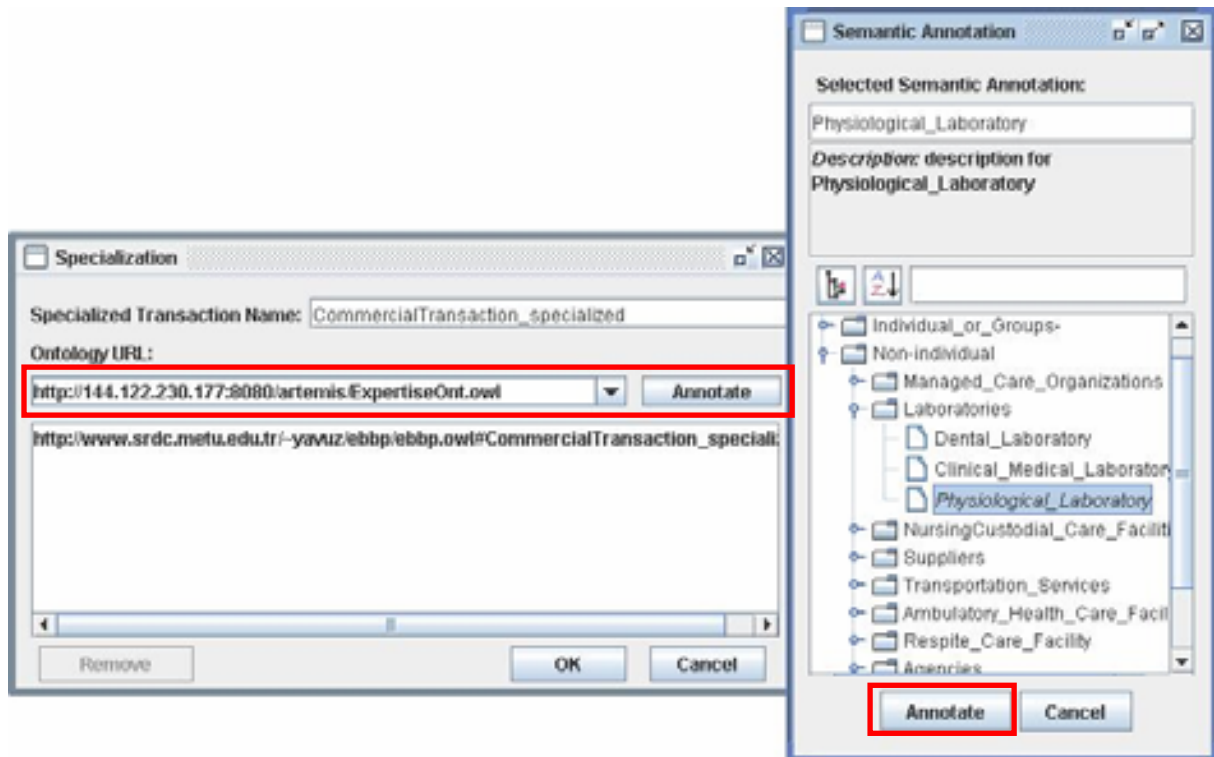 Specialization
Specialized Transaction Name: CommercialTransaction_specialized
Ontology URL:
http://144.122.230.177:8080/artemis/ExpertiseOnt.owl Annotate
http://www.srdc.metu.edu.tr/~yavuz/ebbp/ebbp.owl#CommercialTransaction_speciali
Remove OK Cancel
Semantic Annotation
Selected Semantic Annotation:
Physiological_Laboratory
Description: description for
Physiological_Laboratory
Individual_or_Groups-
Non-individual
Managed_Care_Organizations
Laboratories
Dental_Laboratory
Clinical_Medical_Laborator
Physiological_Laboratory
NursingCustodial_Care_Faciliti
Suppliers
Transportation_Services
Ambulatory_Health_Care_Facil
Respite_Care_Facility
Agencies
Annotate Cancel